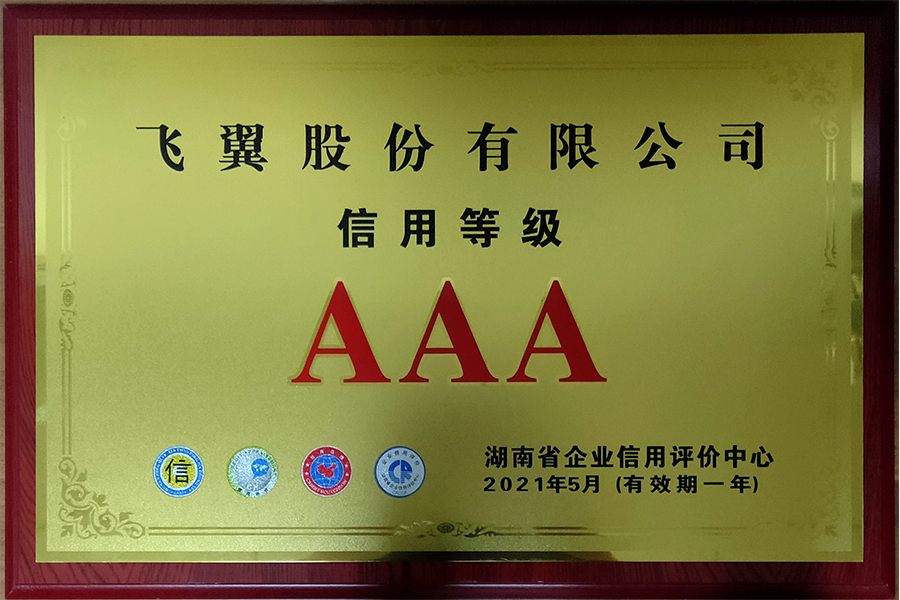 飞翼股份有限公司
信用等级
AAA
信
湖南省企业信用评价中心
2021年5月（有效期一年）